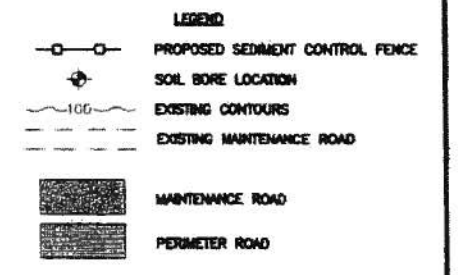 LEGEND
PROPOSED SEDIMENT CONTROL FENCE
SOIL BORE LOCATION
100 EXISTING CONTOURS
EXISTING MAINTENANCE ROAD
MAINTENANCE ROAD
PERIMETER ROAD